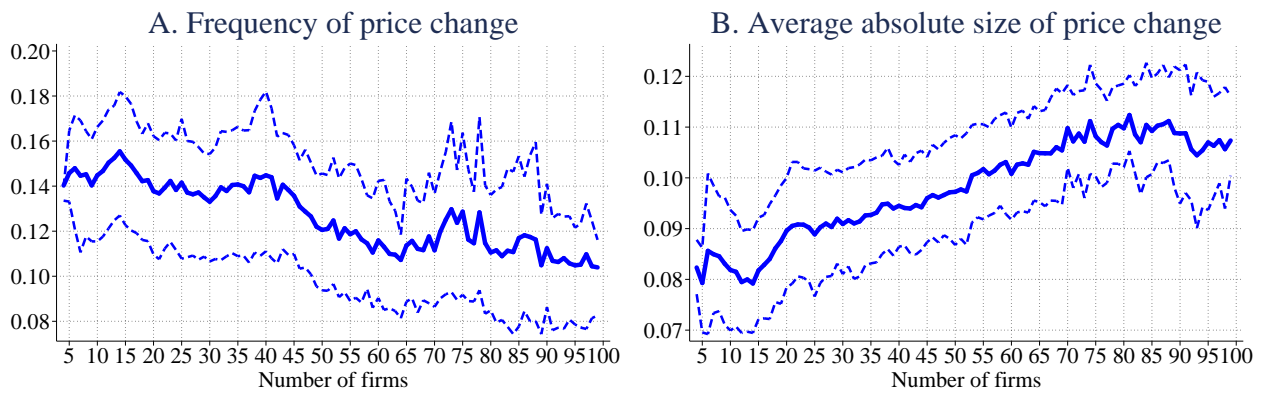 A. Frequency of price change
0.20
0.18
0.16
0.14
0.12
0.10
0.08
5 10 15 20 25 30 35 40 45 50 55 60 65 70 75 80 85 90 95 100
Number of firms
B. Average absolute size of price change
0.12
0.11
0.10
0.09
0.08
0.07
5 10 15 20 25 30 35 40 45 50 55 60 65 70 75 80 85 90 95 100
Number of firms